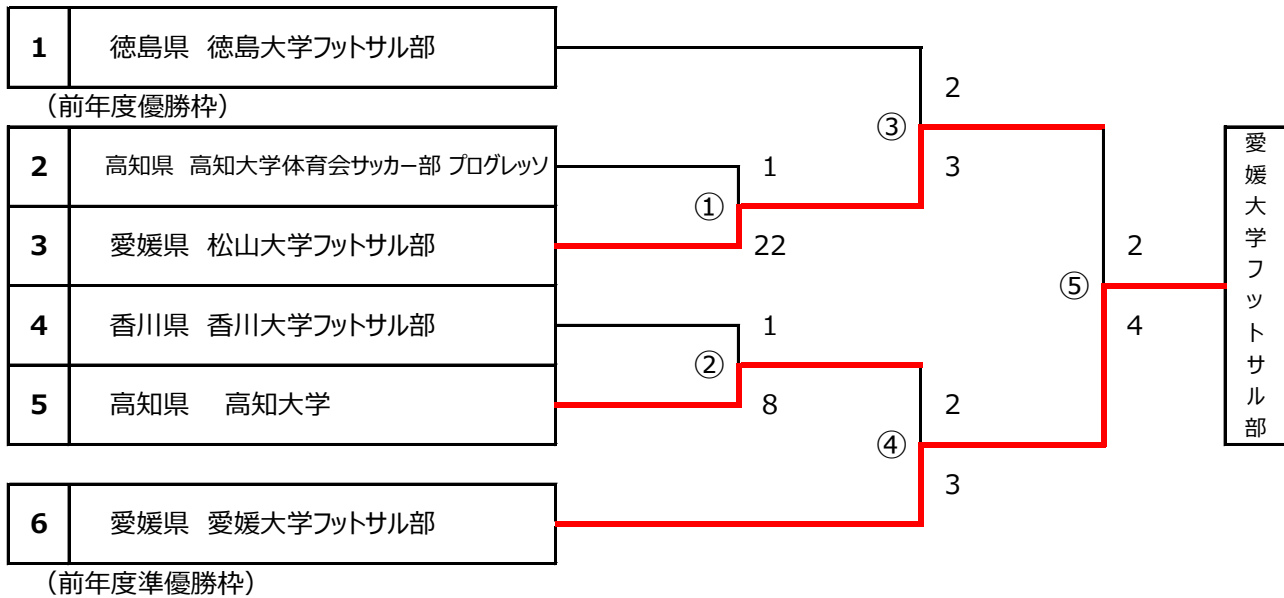 1 徳島県 徳島大学フットサル部
(前年度優勝枠)
2 高知県 高知大学体育会サッカー部 プログレッソ
3 愛媛県 松山大学フットサル部
4 香川県 香川大学フットサル部
5 高知県 高知大学
6 愛媛県 愛媛大学フットサル部
(前年度準優勝枠)
① 1
22
② 1
8
③ 2
3
④ 2
3
⑤ 2
4
愛媛大学フットサル部